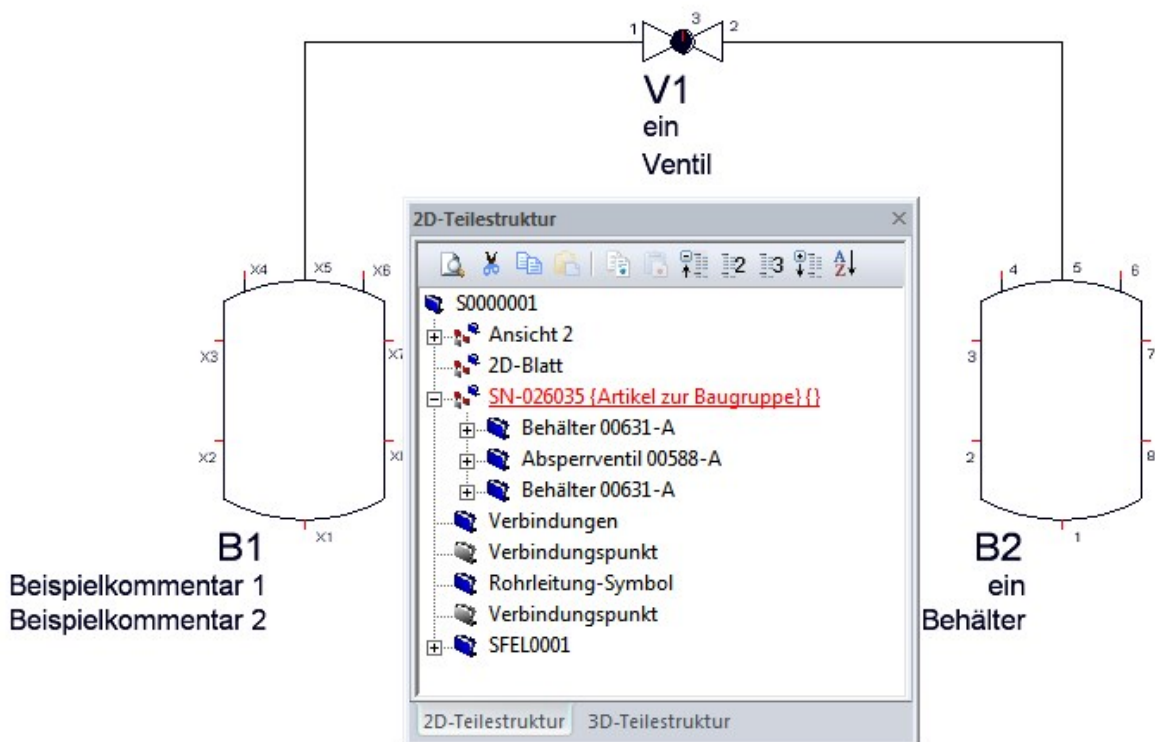 1 3 2
V1
ein
Ventil
2D-Teilestruktur
2 3 A Z
S0000001
Ansicht 2
2D-Blatt
SN-026035 {Artikel zur Baugruppe} {}
Behälter 00631-A
Absperrventil 00588-A
Behälter 00631-A
Verbindungen
Verbindungspunkt
Rohrleitung-Symbol
Verbindungspunkt
SFEL0001
2D-Teilestruktur 3D-Teilestruktur
X4 X5 X6
X3 X7
X2
X1
B1
Beispielkommentar 1
Beispielkommentar 2
4 5 6
3 7
2 8
1
B2
ein
Behälter